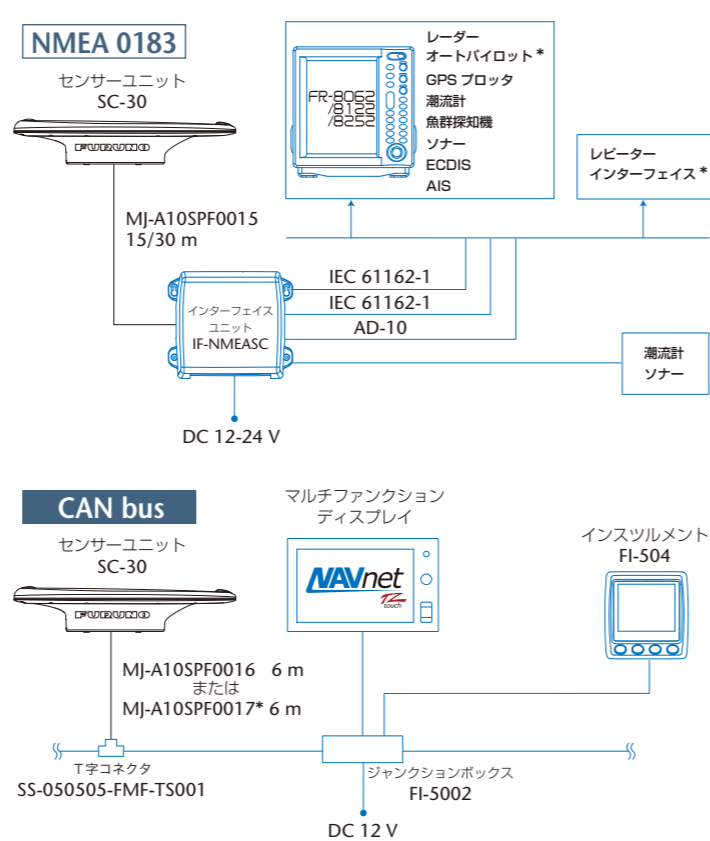 NMEA 0183
センサーユニット
SC-30
FURUNO
MJ-A10SPF0015
15/30 m
インターフェイス
ユニット
IF-NMEASC
DC 12-24 V
FR-8062
/8122
/8252
レーダー
オートパイロット*
GPS プロッタ
潮流計
魚群探知機
ソナー
ECDIS
AIS
レピーター
インターフェイス*
IEC 61162-1
IEC 61162-1
AD-10
潮流計
ソナー
CAN bus
センサーユニット
SC-30
FURUNO
MJ-A10SPF0016 6 m
または
MJ-A10SPF0017* 6 m
T字コネクタ
SS-050505-FMF-TS001
マルチファンクション
ディスプレイ
NAVnet
TZ
touch
インスツルメント
FI-504
ジャンクションボックス
FI-5002
DC 12 V